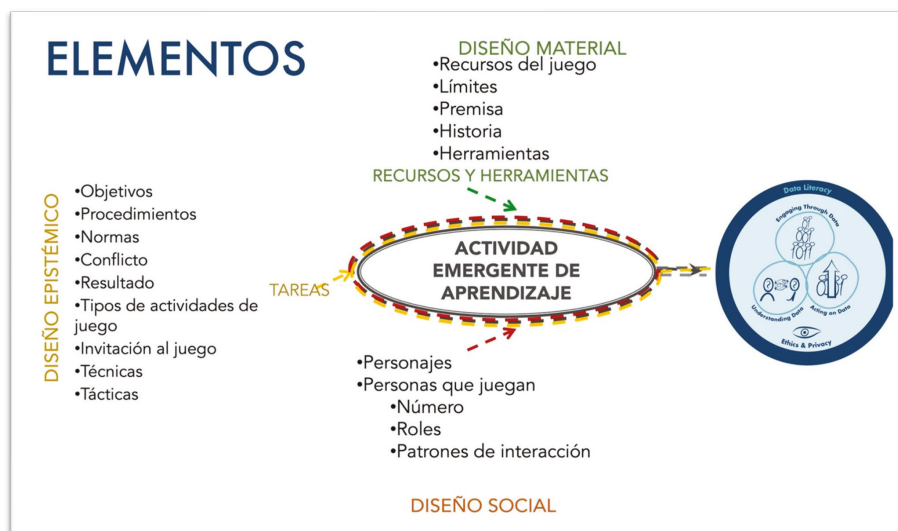 ELEMENTOS
DISEÑO MATERIAL
•Recursos del juego
•Límites
•Premisa
•Historia
•Herramientas
RECURSOS Y HERRAMIENTAS
DISEÑO EPISTÉMICO
•Objetivos
•Procedimientos
•Normas
•Conflicto
•Resultado
•Tipos de actividades de
juego
•Invitación al juego
•Técnicas
•Tácticas
TAREAS
ACTIVIDAD
EMERGENTE DE
APRENDIZAJE
•Personajes
•Personas que juegan
•Número
•Roles
•Patrones de interacción
DISEÑO SOCIAL
Data Literacy
Engaging Through Data
Understanding Data
Acting on Data
Ethics & Privacy